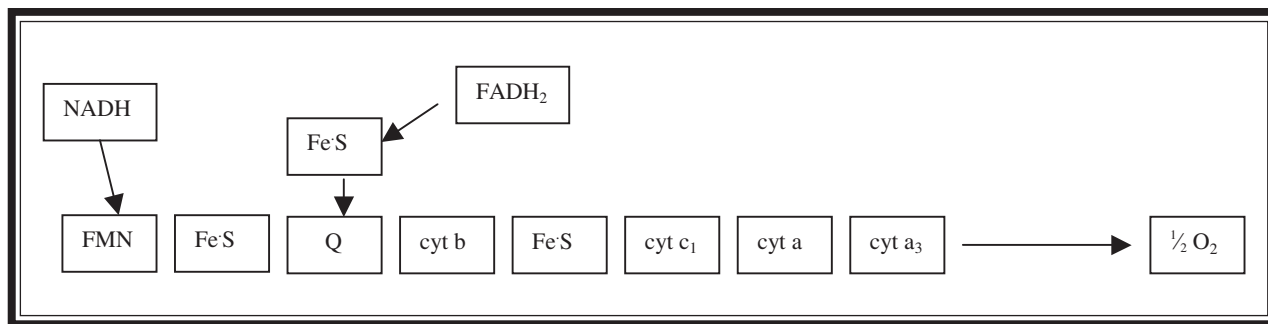 FADH₂
NADH
Fe·S
FMN
Fe·S
Q
cyt b
Fe·S
cyt c₁
cyt a
cyt a₃
½ O₂